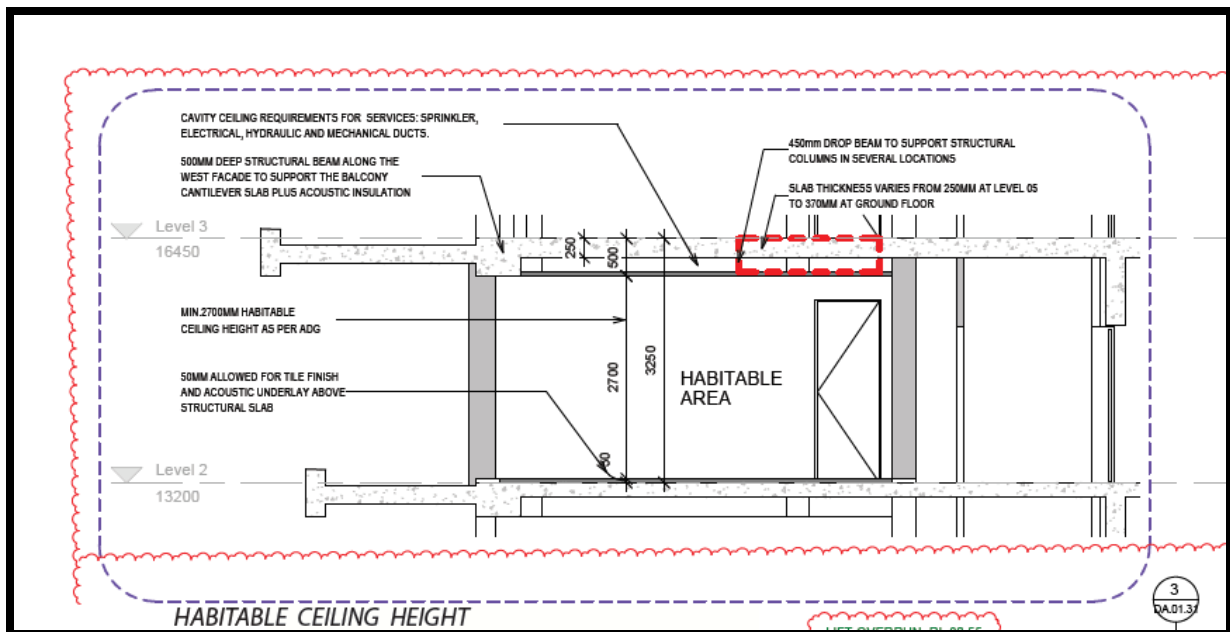 CAVITY CEILING REQUIREMENTS FOR SERVICES: SPRINKLER,
ELECTRICAL, HYDRAULIC AND MECHANICAL DUCTS.
500MM DEEP STRUCTURAL BEAM ALONG THE
WEST FACADE TO SUPPORT THE BALCONY
CANTILEVER SLAB PLUS ACOUSTIC INSULATION
450mm DROP BEAM TO SUPPORT STRUCTURAL
COLUMNS IN SEVERAL LOCATIONS
SLAB THICKNESS VARIES FROM 250MM AT LEVEL 05
TO 370MM AT GROUND FLOOR
Level 3
16450
250
500
MIN.2700MM HABITABLE
CEILING HEIGHT AS PER ADG
2700
3250
HABITABLE
AREA
50MM ALLOWED FOR TILE FINISH
AND ACOUSTIC UNDERLAY ABOVE
STRUCTURAL SLAB
50
Level 2
13200
HABITABLE CEILING HEIGHT
3
DA.01.31